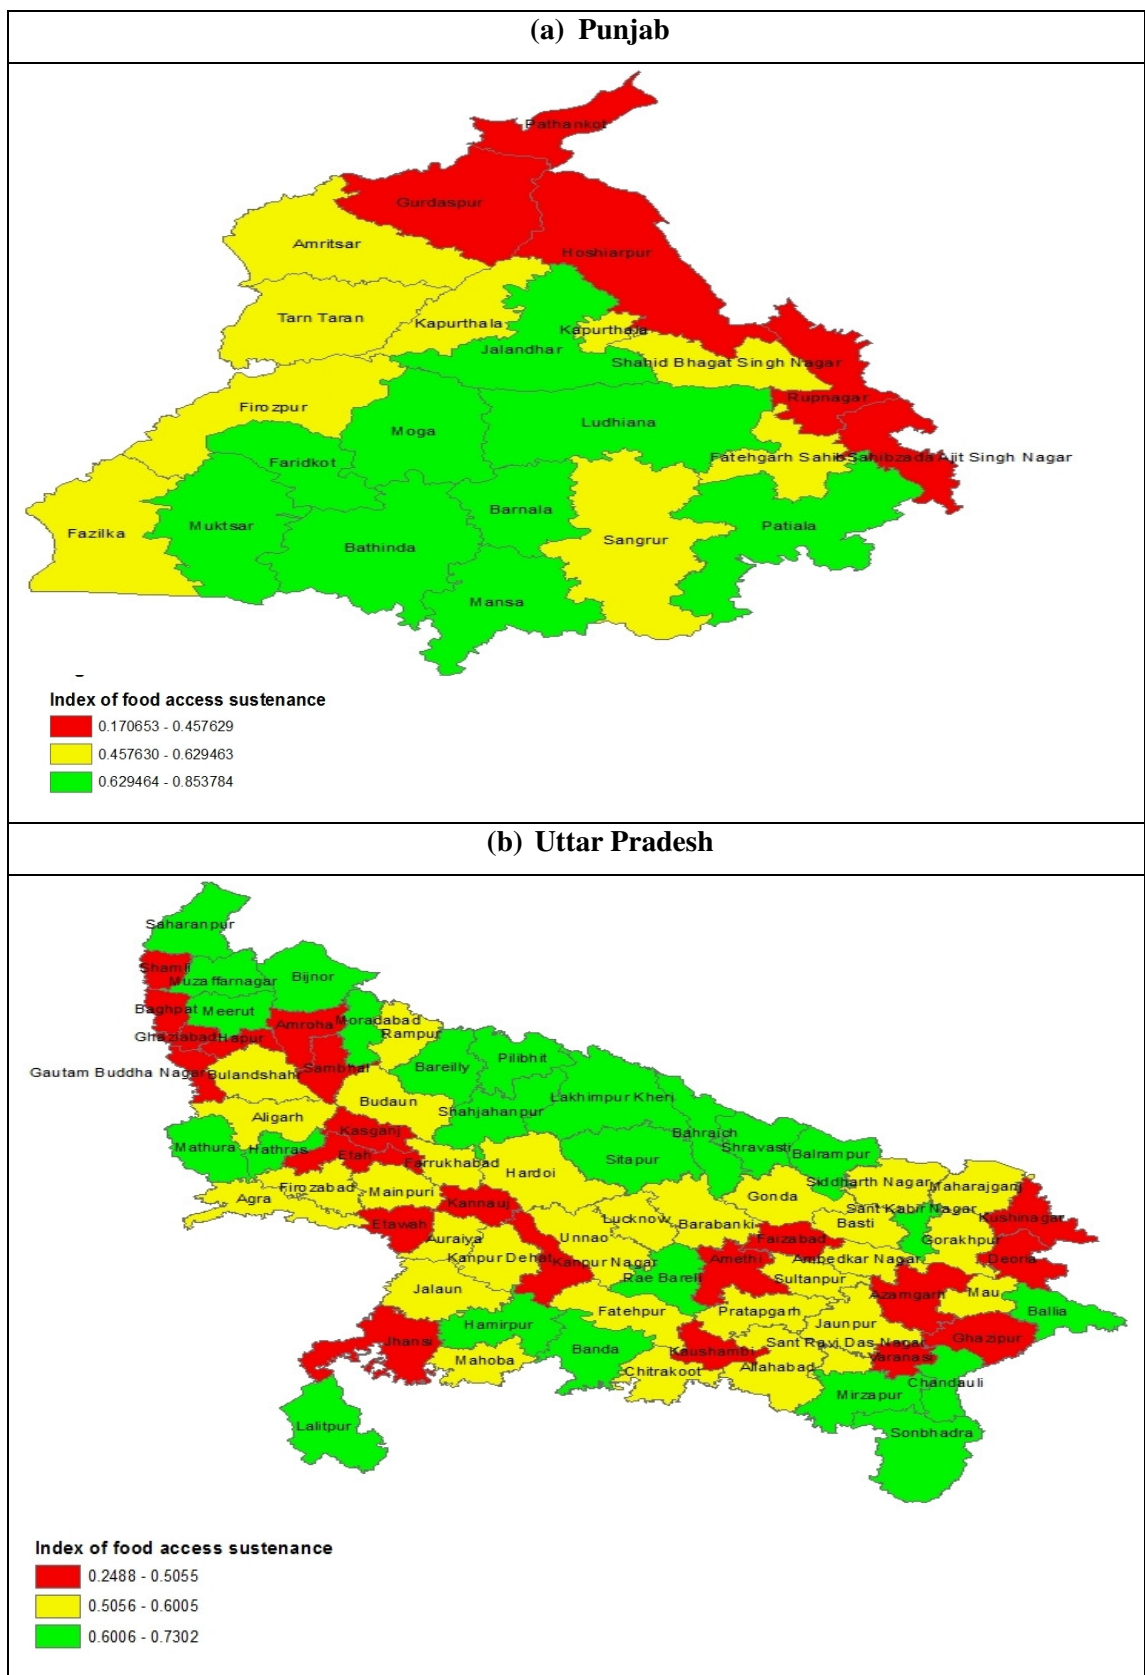 (a) Punjab
Pathankot
Gurdaspur
Hoshiarpur
Amritsar
Tarn Taran
Kapurthala
Kapurthala
Jalandhar
Shahid Bhagat Singh Nagar
Rupnagar
Firozpur
Moga
Ludhiana
Faridkot
Fatehgarh Sahib
Sahibzada Ajit Singh Nagar
Fazilka
Muktsar
Barnala
Patiala
Bathinda
Sangrur
Mansa
Index of food access sustenance
0.170653 - 0.457629
0.457630 - 0.629463
0.629464 - 0.853784
(b) Uttar Pradesh
Saharanpur
Shamli
Muzaffarnagar
Bijnor
Baghpat
Meerut
Amroha
Moradabad
Rampur
Ghaziabad
Hapur
Sambhal
Gautam Buddha Nagar
Bulandshahr
Bareilly
Pilibhit
Budaun
Shahjahanpur
Lakhimpur Kheri
Aligarh
Kasganj
Bahraich
Shravasti
Balrampur
Mathura
Hathras
Etah
Farrukhabad
Hardoi
Sitapur
Siddharth Nagar
Maharajganj
Agra
Firozabad
Mainpuri
Kannauj
Gonda
Sant Kabir Nagar
Kushinagar
Etawah
Auraiya
Lucknow
Barabanki
Basti
Gorakhpur
Unnao
Faizabad
Kanpur Dehat
Kanpur Nagar
Amethi
Ambedkar Nagar
Deoria
Rae Bareli
Sultanpur
Jalaun
Azamgarh
Mau
Fatehpur
Pratapgarh
Ballia
Hamirpur
Jaunpur
Jhansi
Banda
Kaushambi
Sant Ravi Das Nagar
Ghazipur
Mahoba
Varanasi
Chitrakoot
Allahabad
Chandauli
Mirzapur
Lalitpur
Sonbhadra
Index of food access sustenance
0.2488 - 0.5055
0.5056 - 0.6005
0.6006 - 0.7302